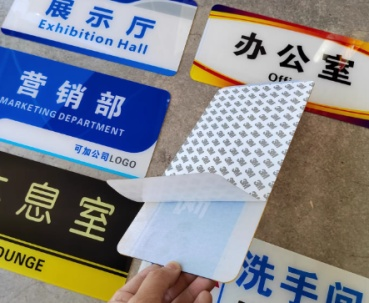 展示厅
Exhibition Hall
办公室
营销部
MARKETING DEPARTMENT
可加公司LOGO
息室
OUNGE
洗手间